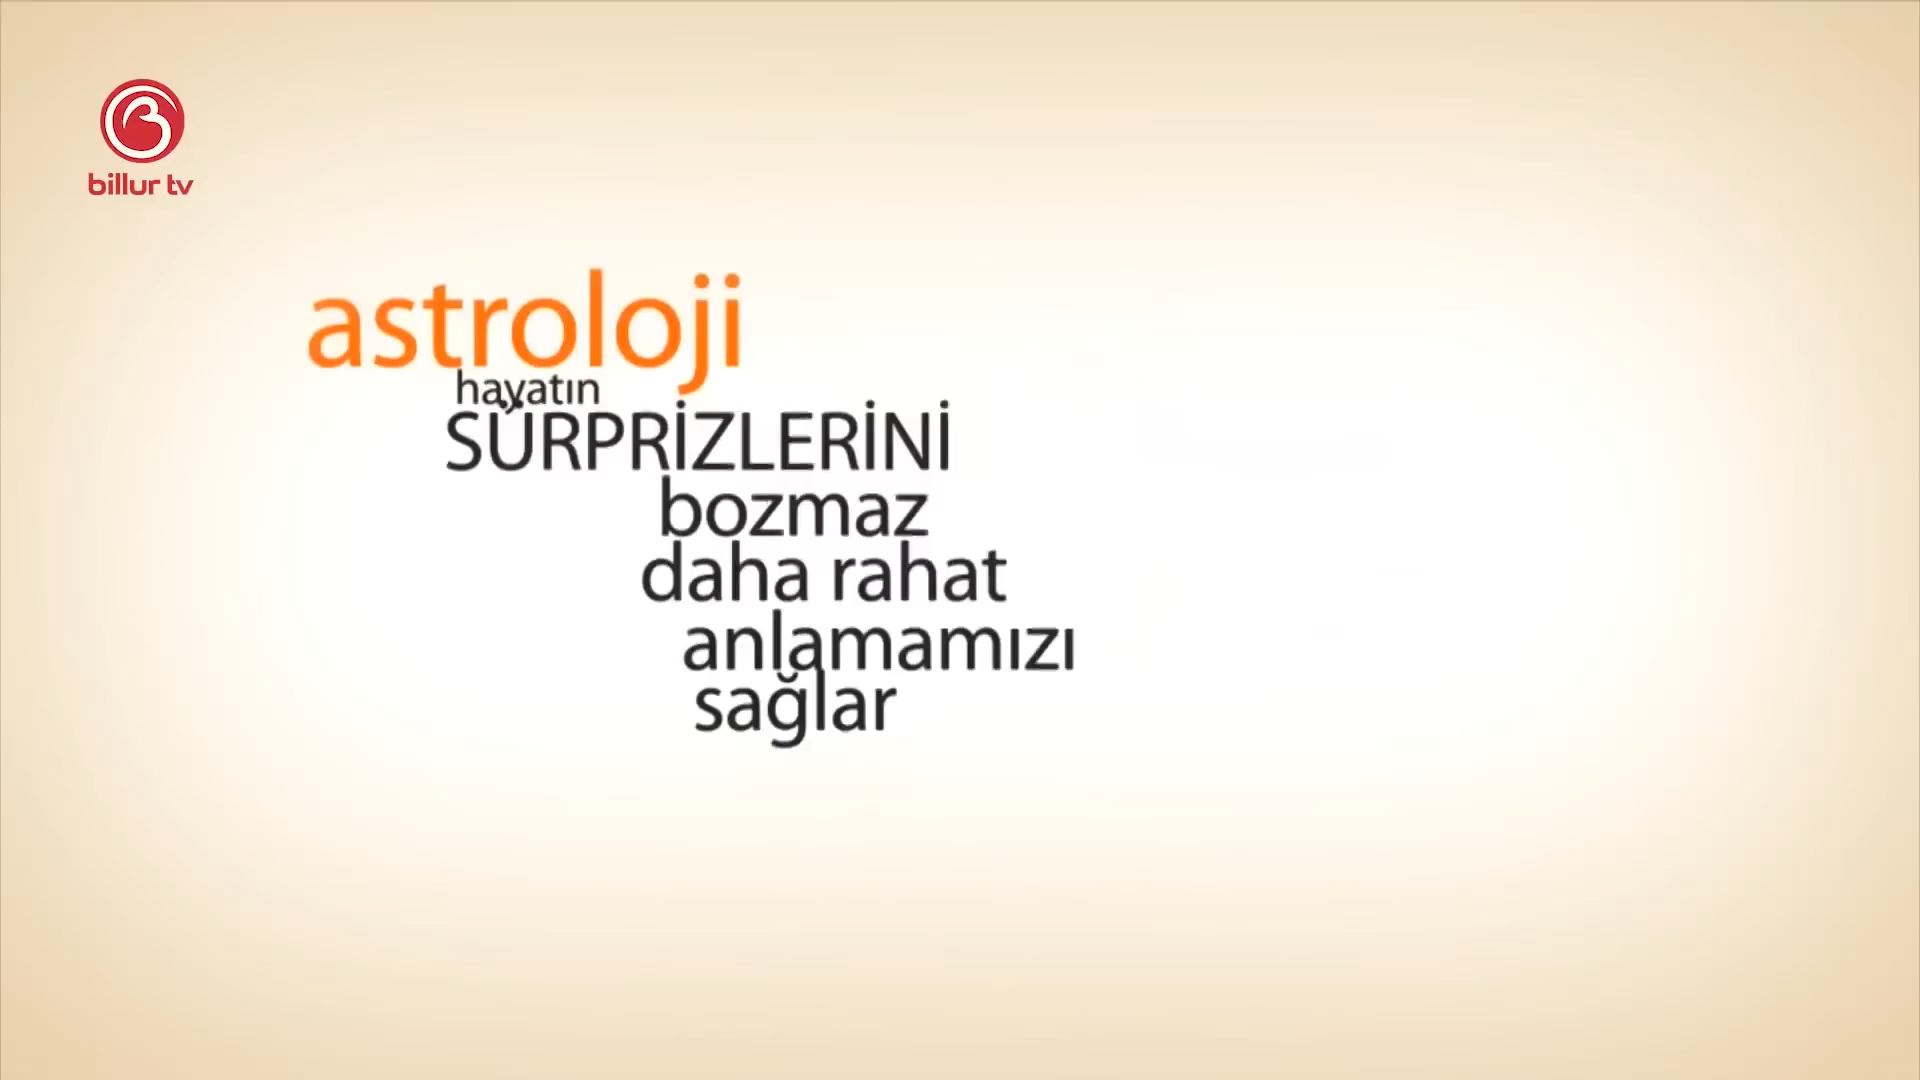 billur tv
astroloji
hayatın
SÜRPRİZLERİNİ
bozmaz
daha rahat
anlamamızı
sağlar